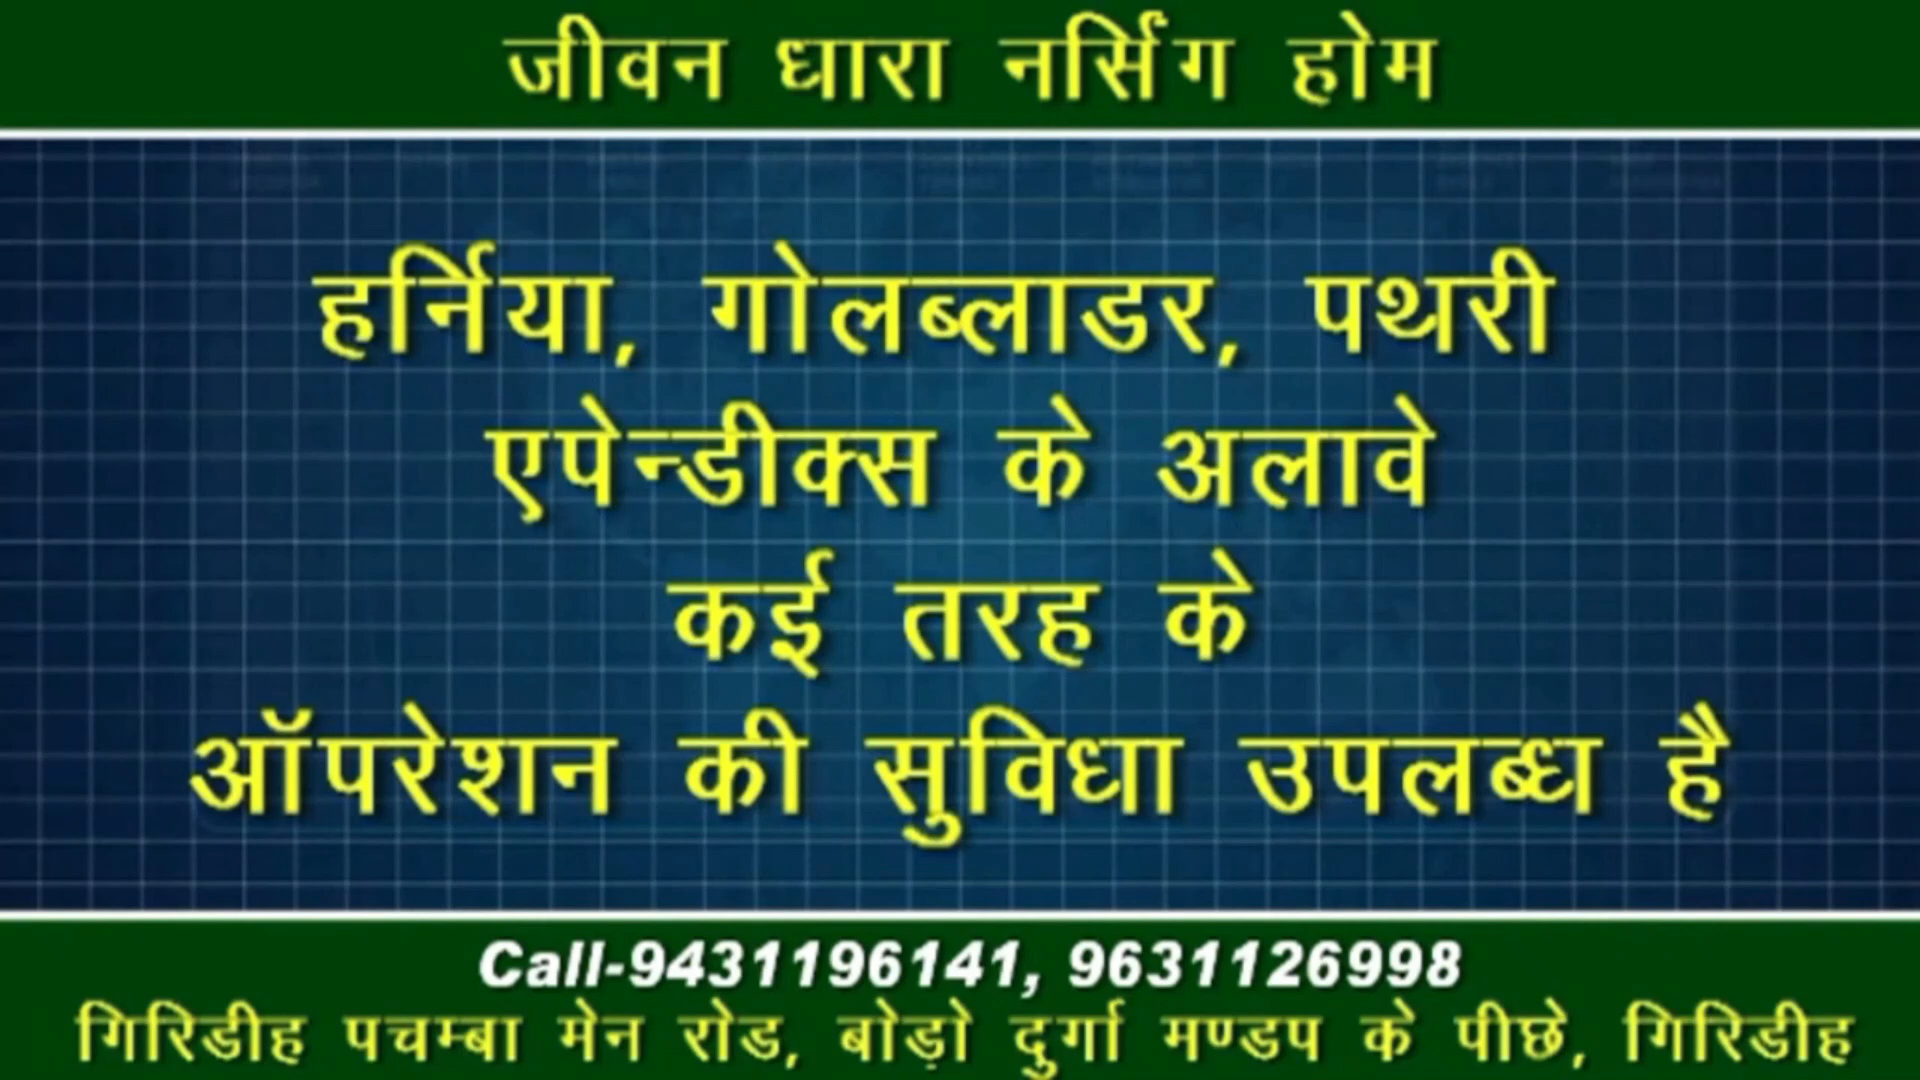 जीवन धारा नर्सिंग होम
हर्निया, गोलब्लाडर, पथरी
एपेन्डीक्स के अलावे
कई तरह के
ऑपरेशन की सुविधा उपलब्ध है
Call-9431196141, 9631126998
गिरिडीह पचम्बा मेन रोड, बोड़ो दुर्गा मण्डप के पीछे, गिरिडीह